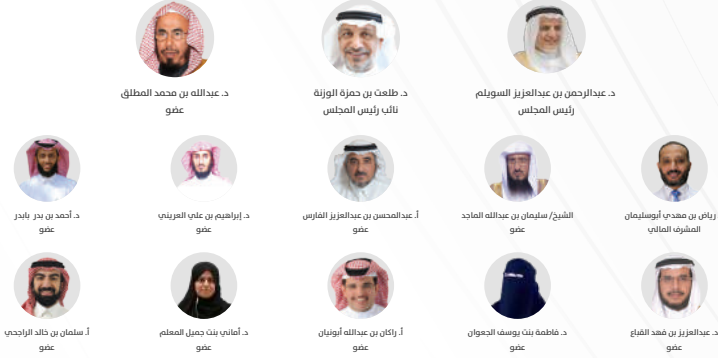 د. عبدالرحمن بن عبدالعزيز السويلم
رئيس المجلس
د. طلعت بن حمزة الوزنة
نائب رئيس المجلس
د. عبدالله بن محمد المطلق
عضو
رياض بن مهدي أبوسليمان
المشرف المالي
الشيخ/ سليمان بن عبدالله الماجد
عضو
أ. عبدالمحسن بن عبدالعزيز الفارس
عضو
د. إبراهيم بن علي العريني
عضو
د. أحمد بن بدر بابدر
عضو
د. عبدالعزيز بن فهد القباع
عضو
د. فاطمة بنت يوسف الجعوان
عضو
أ. راكان بن عبدالله أبونيان
عضو
د. أماني بنت جميل المعلم
عضو
أ. سلمان بن خالد الراجحي
عضو